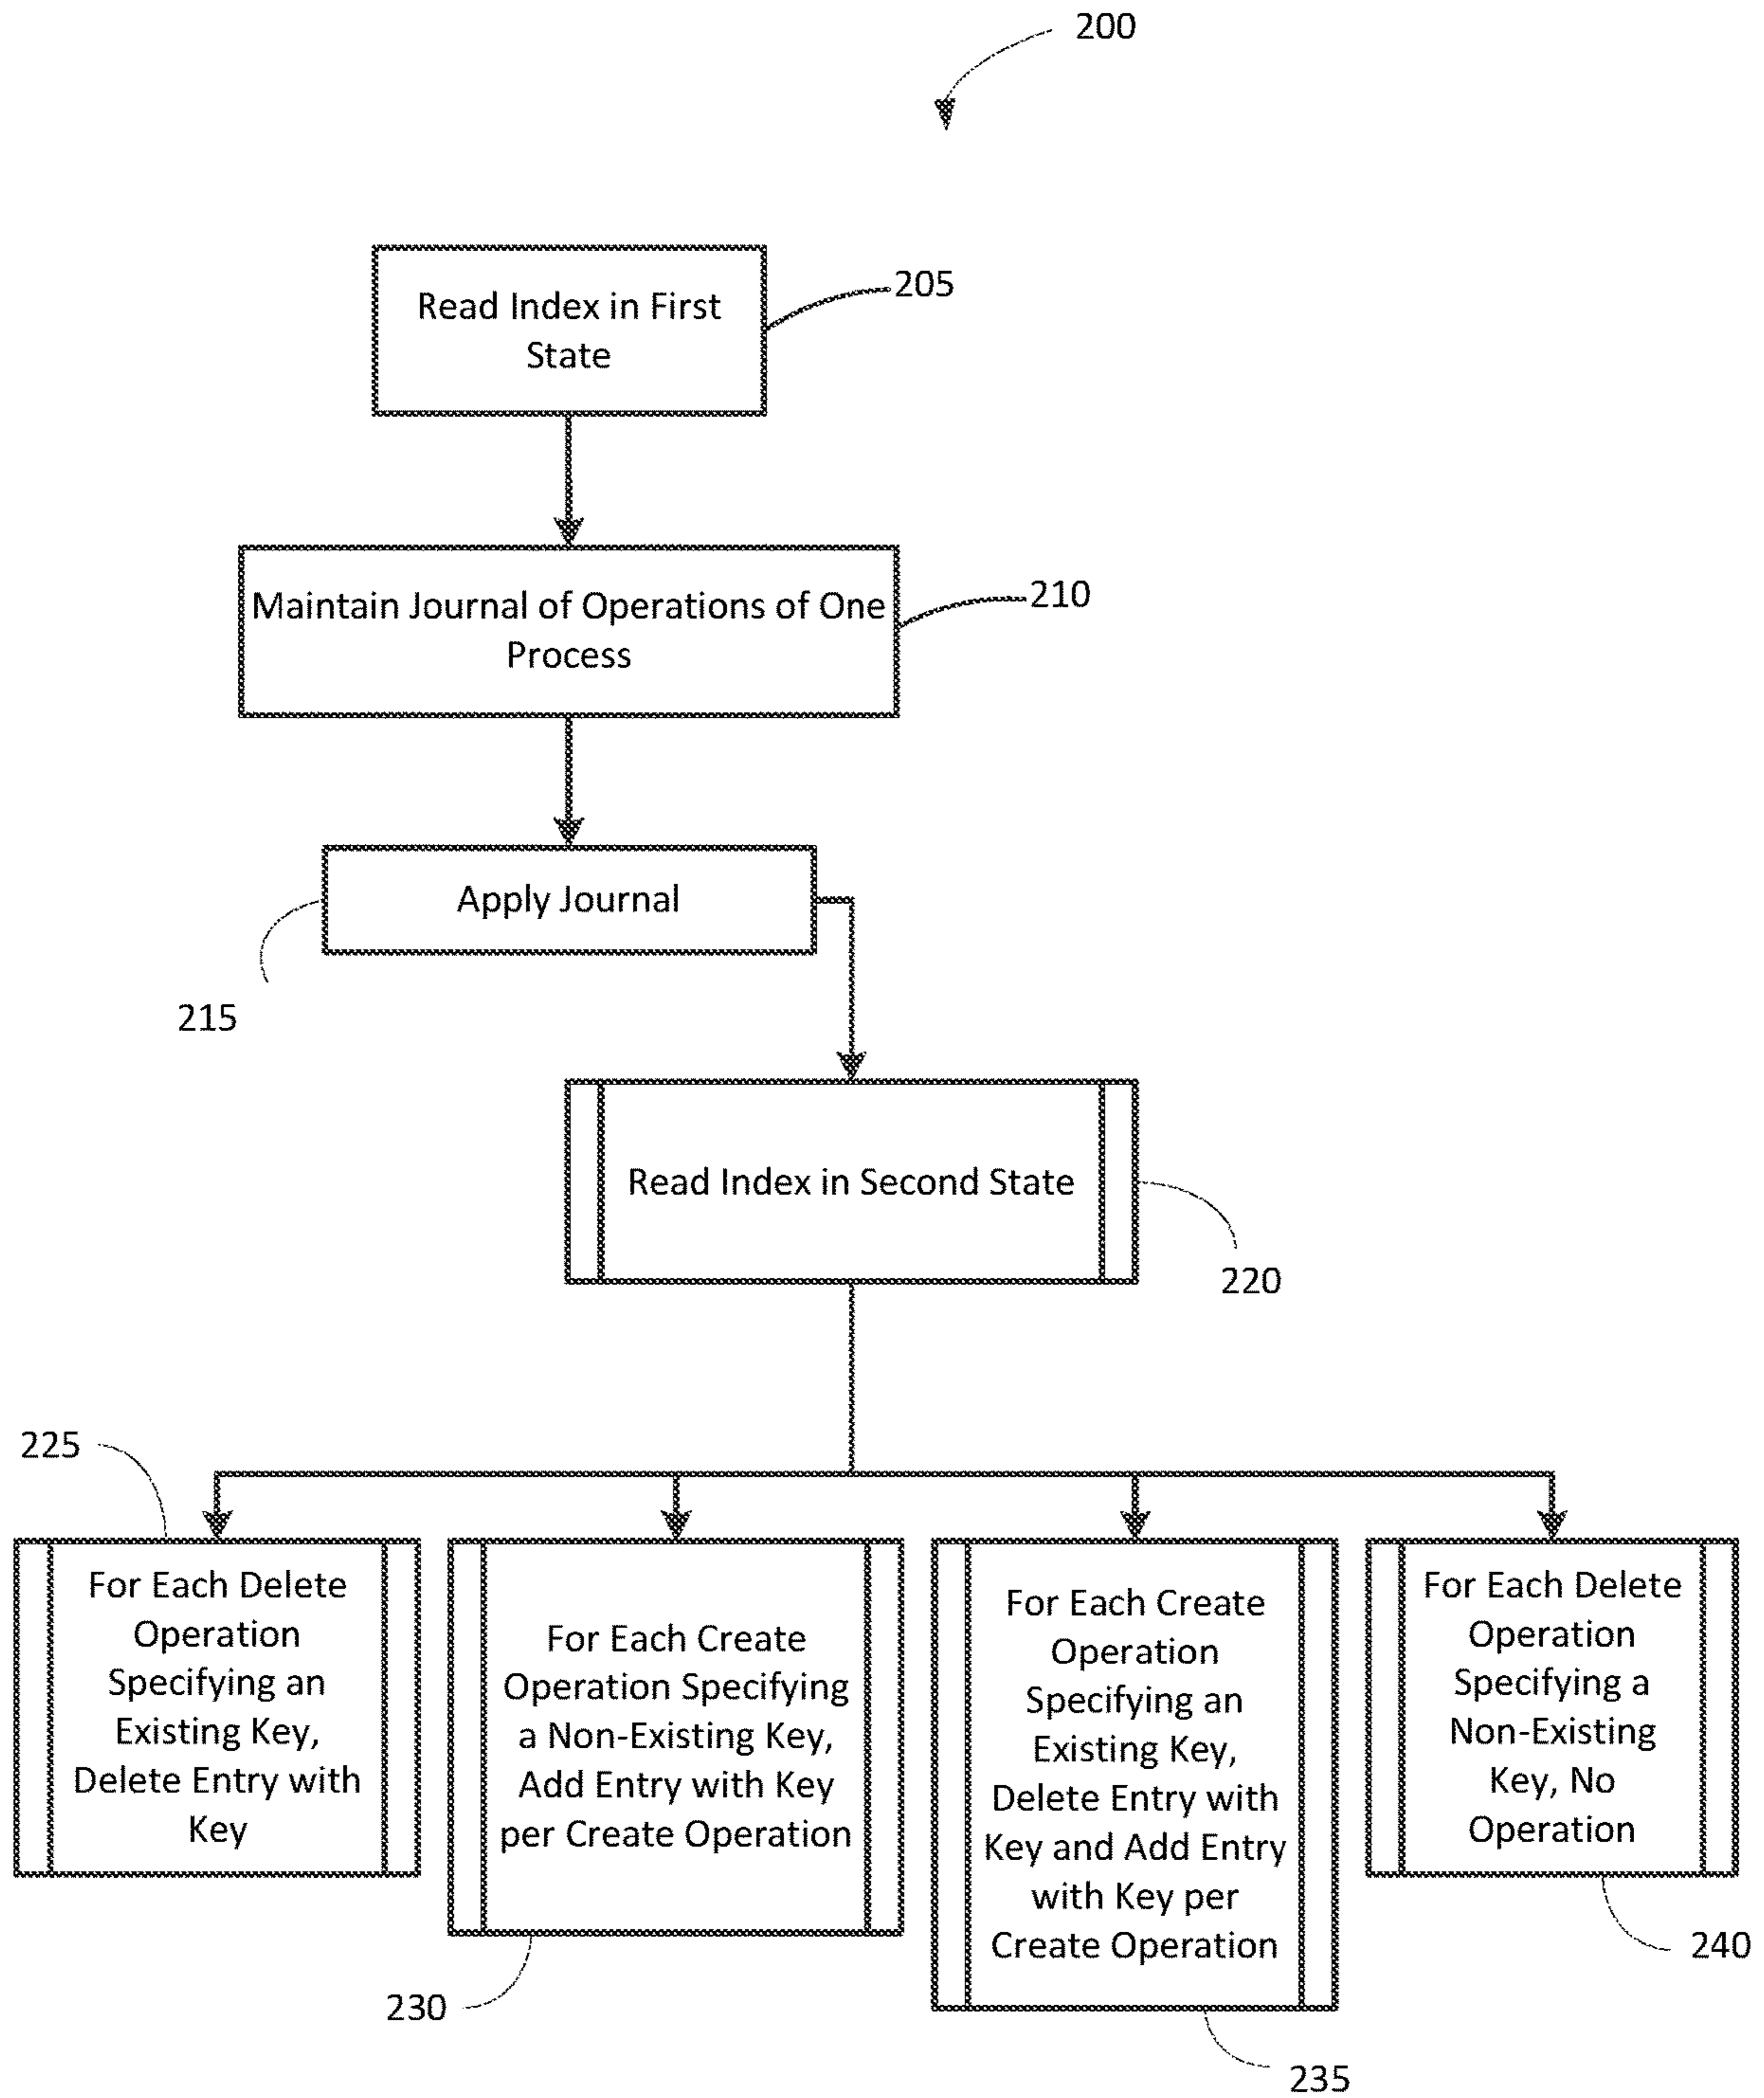 200
Read Index in First
State
205
Maintain Journal of Operations of One
Process
210
Apply Journal
215
Read Index in Second State
220
225
For Each Delete
Operation
Specifying an
Existing Key,
Delete Entry with
Key
For Each Create
Operation Specifying
a Non-Existing Key,
Add Entry with Key
per Create Operation
230
For Each Create
Operation
Specifying an
Existing Key,
Delete Entry with
Key and Add Entry
with Key per
Create Operation
235
For Each Delete
Operation
Specifying a
Non-Existing
Key, No
Operation
240